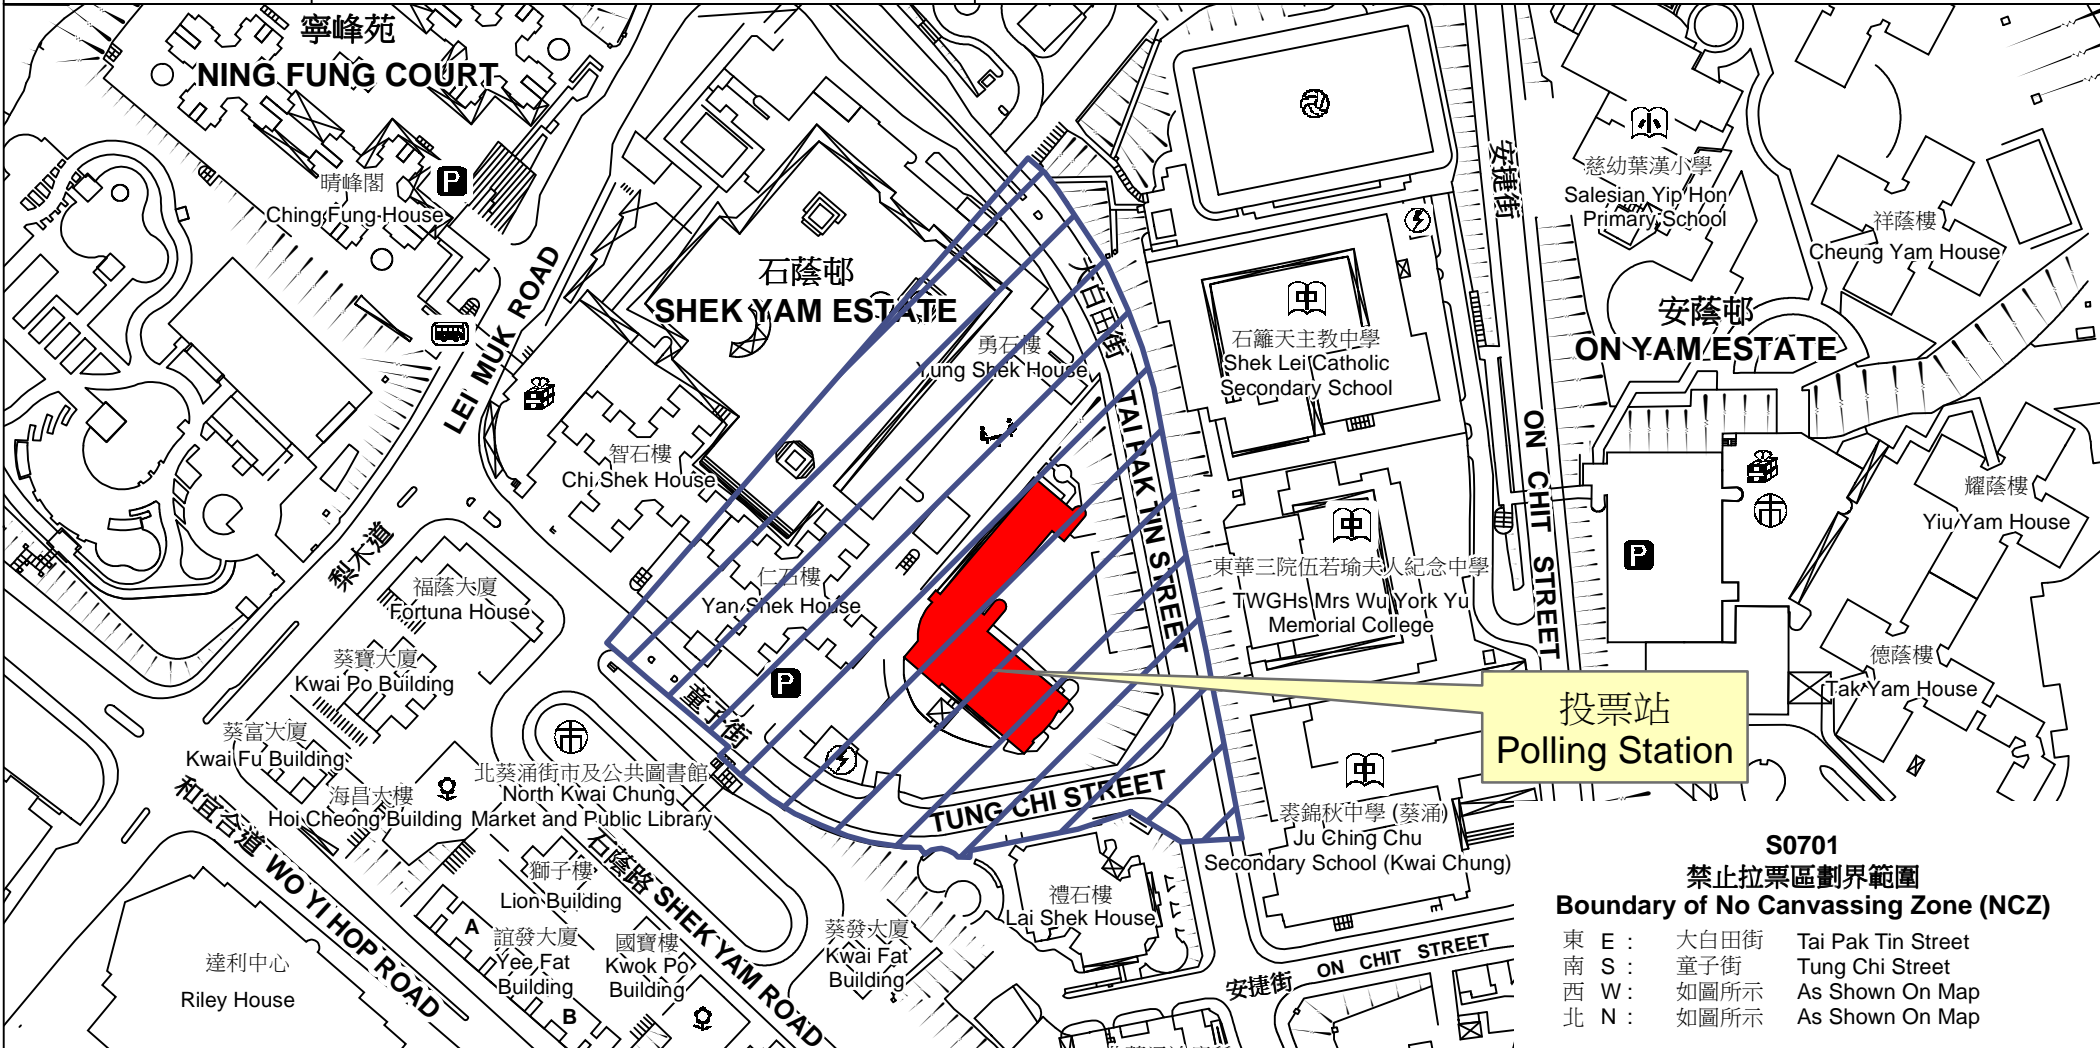 寧峰苑
NING FUNG COURT
晴峰閣
Ching Fung House
P
LEI MUK ROAD
梨木道
石蔭邨
SHEK YAM ESTATE
勇石樓
Yung Shek House
智石樓
Chi Shek House
仁石樓
Yan Shek House
P
大白田街
TAI PAK TIN STREET
童子街
TUNG CHI STREET
福蔭大廈
Fortuna House
葵寶大廈
Kwai Po Building
葵富大廈
Kwai Fu Building
海昌大樓
Hoi Cheong Building
北葵涌街市及公共圖書館
North Kwai Chung
Market and Public Library
和宜合道 WO YI HOP ROAD
石蔭路 SHEK YAM ROAD
獅子樓
Lion Building
A
誼發大廈
Yee Fat
Building
B
國寶樓
Kwok Po
Building
達利中心
Riley House
葵發大廈
Kwai Fat
Building
禮石樓
Lai Shek House
安捷街
ON CHIT STREET
安捷街 ON CHIT STREET
中
石籬天主教中學
Shek Lei Catholic
Secondary School
中
東華三院伍若瑜夫人紀念中學
TWGHs Mrs Wu York Yu
Memorial College
中
裘錦秋中學 (葵涌)
Ju Ching Chu
Secondary School (Kwai Chung)
小
慈幼葉漢小學
Salesian Yip Hon
Primary School
祥蔭樓
Cheung Yam House
安蔭邨
ON YAM ESTATE
P
市
市
耀蔭樓
Yiu Yam House
德蔭樓
Tak Yam House
投票站
Polling Station
S0701
禁止拉票區劃界範圍
Boundary of No Canvassing Zone (NCZ)
東 E : 大白田街 Tai Pak Tin Street
南 S : 童子街 Tung Chi Street
西 W : 如圖所示 As Shown On Map
北 N : 如圖所示 As Shown On Map